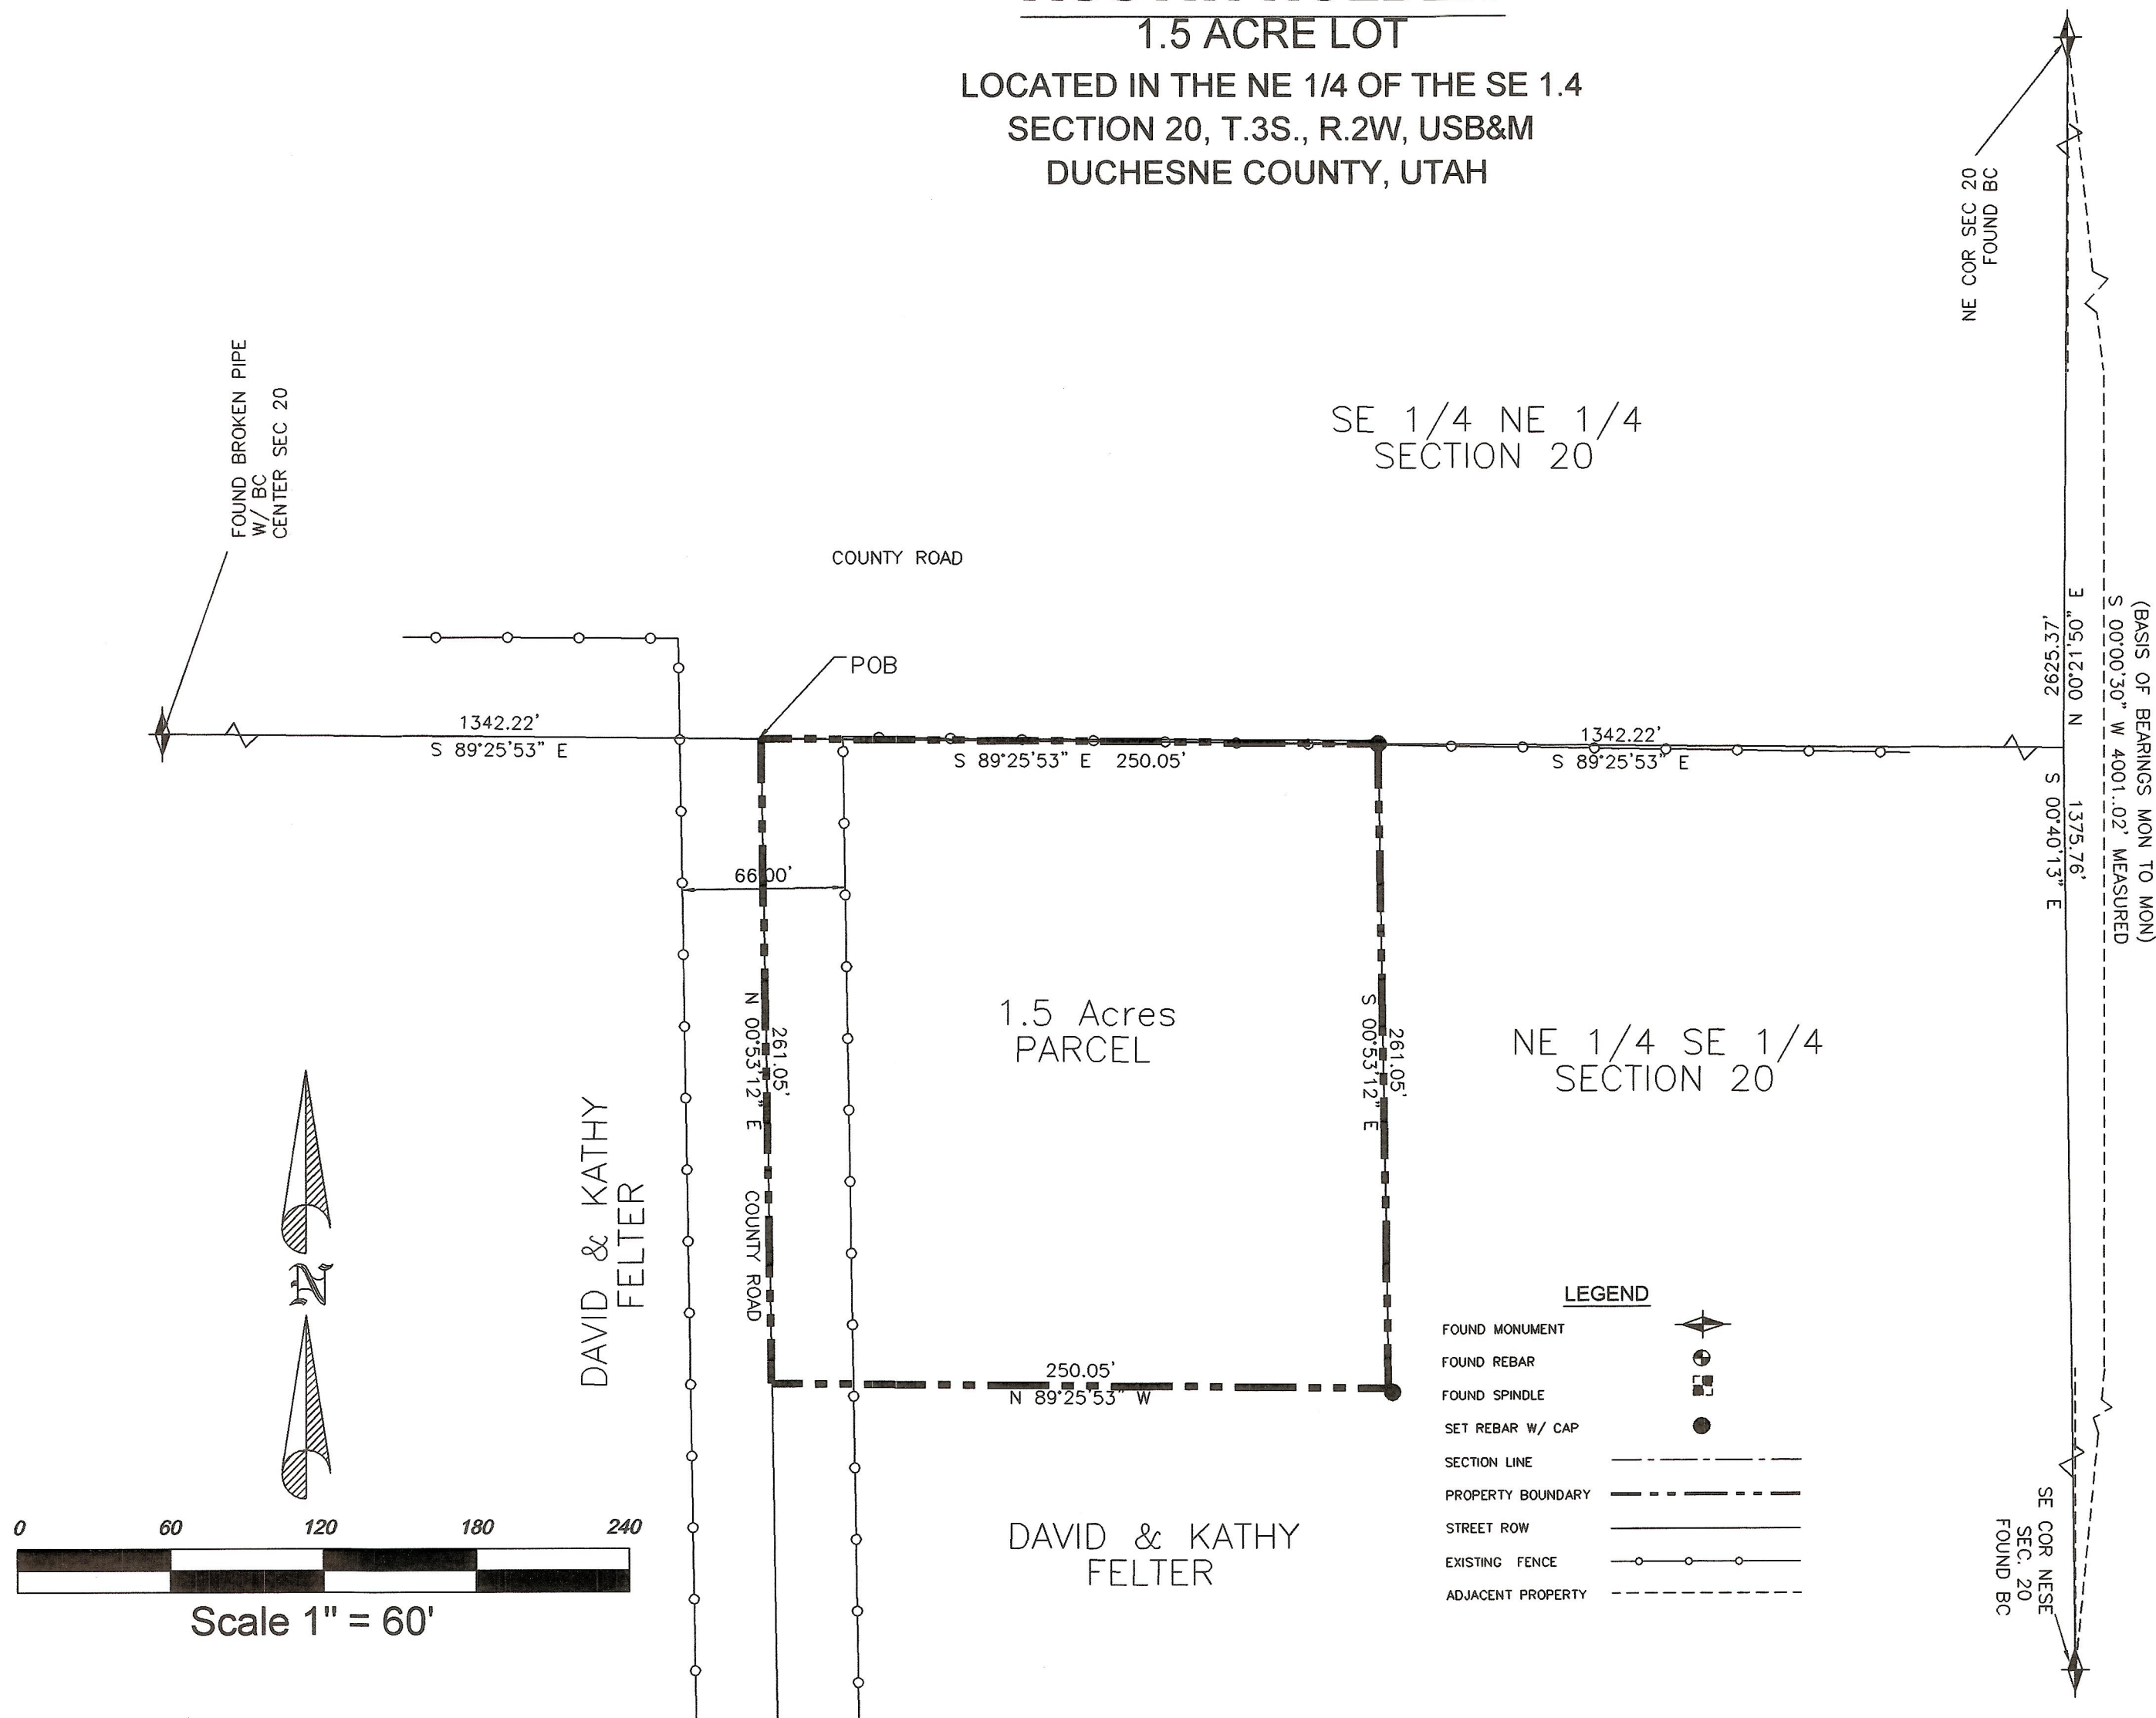 1.5 ACRE LOT
LOCATED IN THE NE 1/4 OF THE SE 1.4
SECTION 20, T.3S., R.2W, USB&M
DUCHESNE COUNTY, UTAH
NE COR SEC 20
FOUND BC
FOUND BROKEN PIPE
W/ BC
CENTER SEC 20
SE 1/4 NE 1/4
SECTION 20
COUNTY ROAD
POB
1342.22'
S 89°25'53" E
S 89°25'53" E 250.05'
1342.22'
S 89°25'53" E
N 00°21'50" E
2625.37'
1375.76'
S 00°40'13" E
(BASIS OF BEARINGS MON TO MON)
S 00°00'30" W 4001..02' MEASURED
66.00'
261.05'
N 00°53'12" E
COUNTY ROAD
1.5 Acres
PARCEL
261.05'
S 00°53'12" E
NE 1/4 SE 1/4
SECTION 20
DAVID & KATHY
FELTER
N
250.05'
N 89°25'53" W
DAVID & KATHY
FELTER
LEGEND
FOUND MONUMENT
FOUND REBAR
FOUND SPINDLE
SET REBAR W/ CAP
SECTION LINE
PROPERTY BOUNDARY
STREET ROW
EXISTING FENCE
ADJACENT PROPERTY
SE COR NESE
SEC. 20
FOUND BC
0 60 120 180 240
Scale 1" = 60'